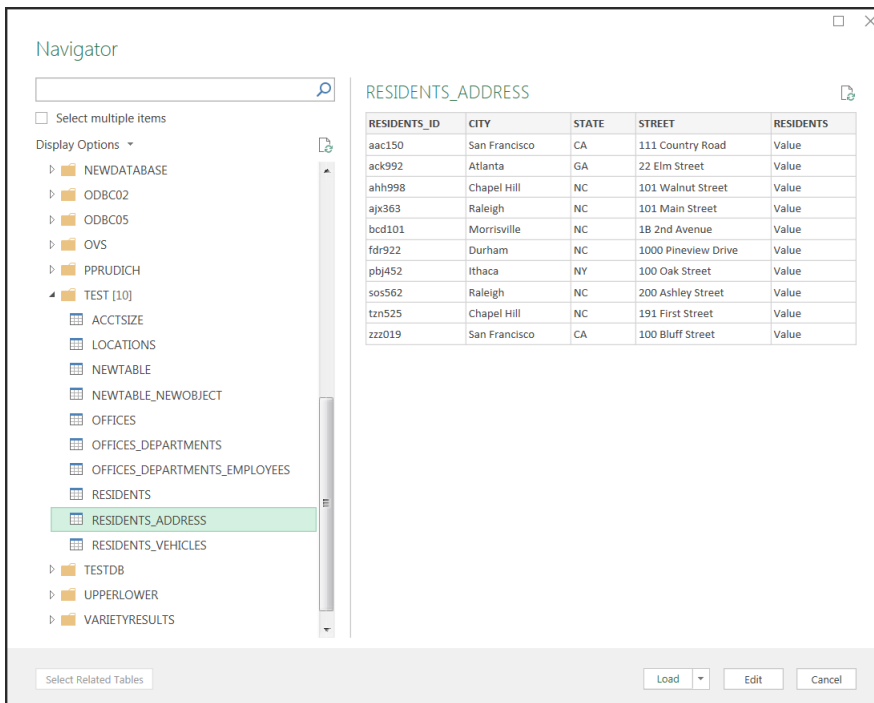 Navigator
Select multiple items
Display Options
NEWDATABASE
ODBC02
ODBC05
OVS
PPRUDICH
TEST [10]
ACCTSIZE
LOCATIONS
NEWTABLE
NEWTABLE_NEWOBJECT
OFFICES
OFFICES_DEPARTMENTS
OFFICES_DEPARTMENTS_EMPLOYEES
RESIDENTS
RESIDENTS_ADDRESS
RESIDENTS_VEHICLES
TESTDB
UPPERLOWER
VARIETYRESULTS
RESIDENTS_ADDRESS
RESIDENTS_ID CITY STATE STREET RESIDENTS
aac150 San Francisco CA 111 Country Road Value
ack992 Atlanta GA 22 Elm Street Value
ahh998 Chapel Hill NC 101 Walnut Street Value
ajx363 Raleigh NC 101 Main Street Value
bcd101 Morrisville NC 1B 2nd Avenue Value
fdr922 Durham NC 1000 Pineview Drive Value
pbj452 Ithaca NY 100 Oak Street Value
sos562 Raleigh NC 200 Ashley Street Value
tzn525 Chapel Hill NC 191 First Street Value
zzz019 San Francisco CA 100 Bluff Street Value
Select Related Tables
Load Edit Cancel